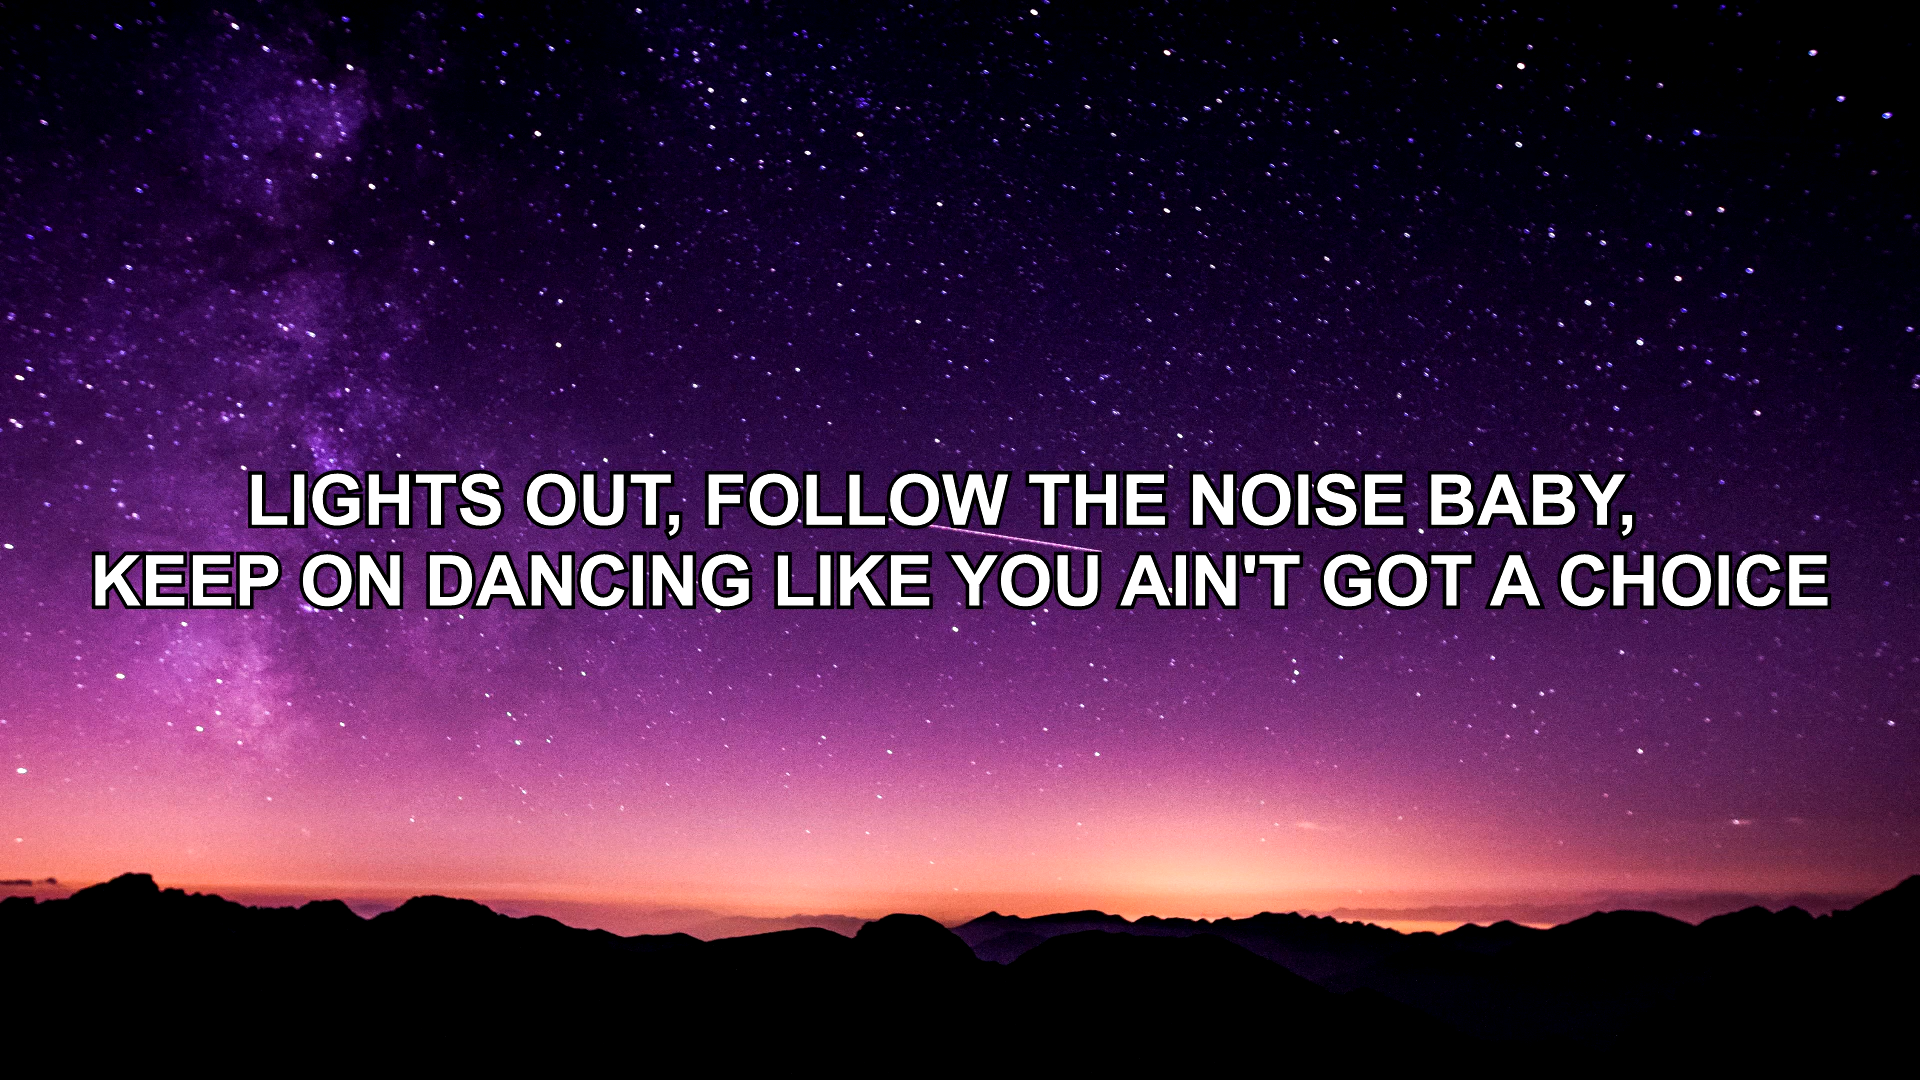 LIGHTS OUT, FOLLOW THE NOISE BABY,
KEEP ON DANCING LIKE YOU AIN'T GOT A CHOICE